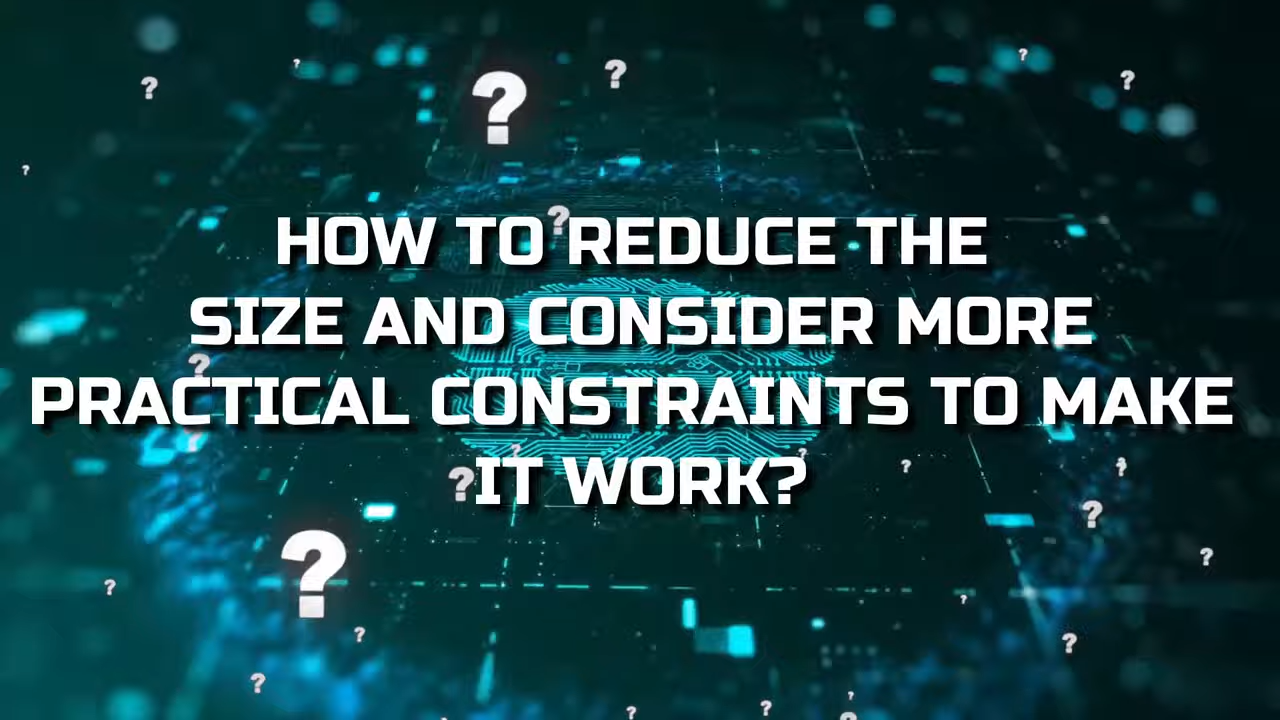 HOW TO REDUCE THE
SIZE AND CONSIDER MORE
PRACTICAL CONSTRAINTS TO MAKE
IT WORK?